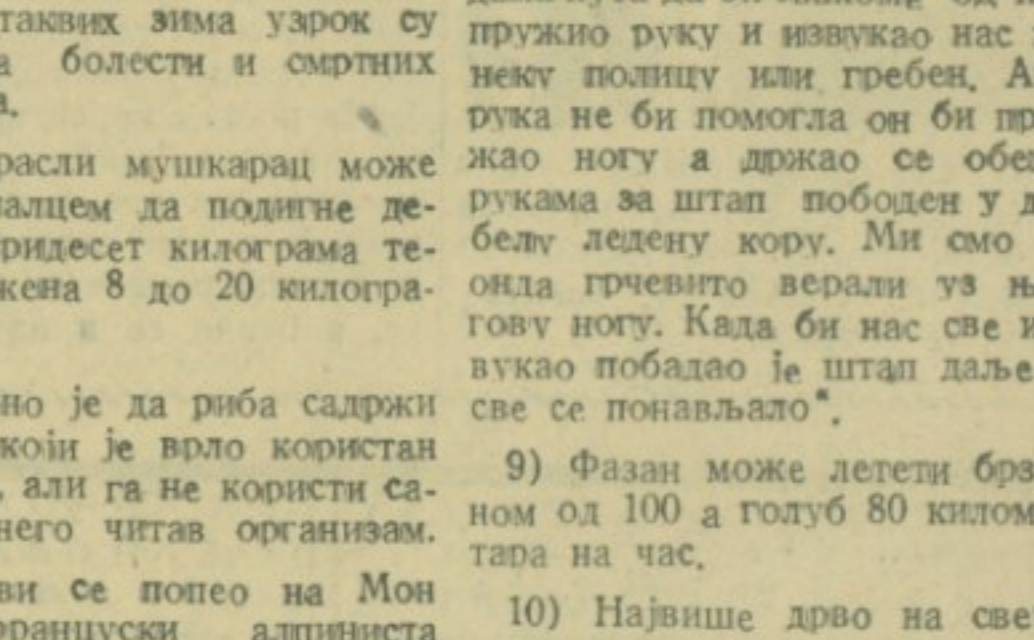 таквих зима узрок су
болести и смртних
расли мушкарац може
алцем да подигне де-
ридесет килограма те-
жена 8 до 20 килогра-
но је да риба садржи
који је врло користан
, али га не користи са-
него читав организам.
ви се попео на Мон
француски алпиниста
пружио руку и извукао нас
неку полицу или гребен. А
рука не би помогла он би пр
жао ногу а држао се обе
рукама за штап пободен у д
белу ледену кору. Ми смо
онда грчевито верали уз њ
гову ногу. Када би нас све и
вукао побадао је штап даље
све се понављало".
9) Фазан може летети брз
ном од 100 а голуб 80 килом
тара на час.
10) Највише дрво на све